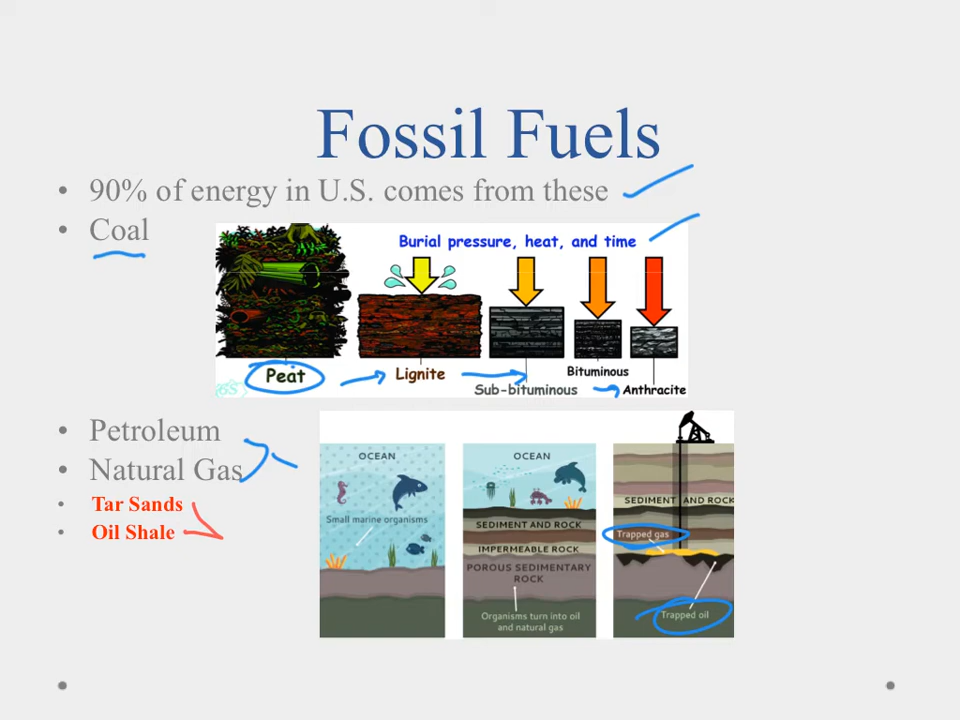 Fossil Fuels
• 90% of energy in U.S. comes from these
• Coal
Burial pressure, heat, and time
Peat
Lignite
Sub-bituminous
Bituminous
Anthracite
• Petroleum
• Natural Gas
• Tar Sands
• Oil Shale
OCEAN
Small marine organisms
OCEAN
SEDIMENT AND ROCK
IMPERMEABLE ROCK
POROUS SEDIMENTARY
ROCK
Organisms turn into oil
and natural gas
SEDIMENT AND ROCK
Trapped gas
Trapped oil